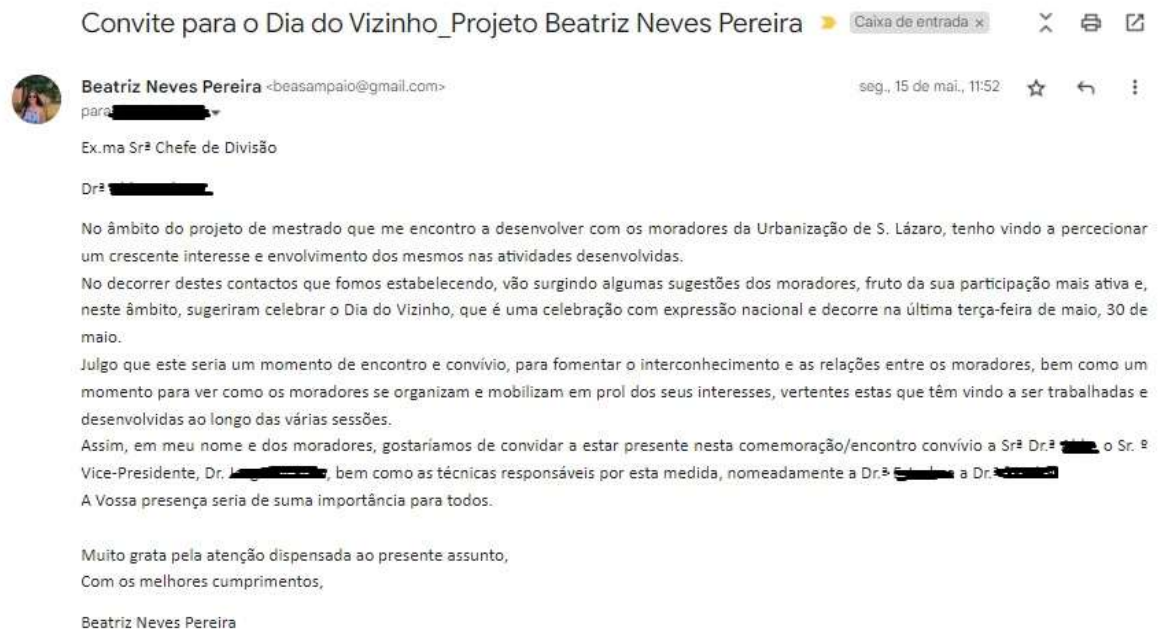 Convite para o Dia do Vizinho_Projeto Beatriz Neves Pereira Caixa de entrada ×
Beatriz Neves Pereira <beasampaio@gmail.com> seg., 15 de mai., 11:52
para
Ex.ma Srª Chefe de Divisão
Drª
No âmbito do projeto de mestrado que me encontro a desenvolver com os moradores da Urbanização de S. Lázaro, tenho vindo a percecionar
um crescente interesse e envolvimento dos mesmos nas atividades desenvolvidas.
No decorrer destes contactos que fomos estabelecendo, vão surgindo algumas sugestões dos moradores, fruto da sua participação mais ativa e,
neste âmbito, sugeriram celebrar o Dia do Vizinho, que é uma celebração com expressão nacional e decorre na última terça-feira de maio, 30 de
maio.
Julgo que este seria um momento de encontro e convívio, para fomentar o interconhecimento e as relações entre os moradores, bem como um
momento para ver como os moradores se organizam e mobilizam em prol dos seus interesses, vertentes estas que têm vindo a ser trabalhadas e
desenvolvidas ao longo das várias sessões.
Assim, em meu nome e dos moradores, gostaríamos de convidar a estar presente nesta comemoração/encontro convívio a Srª Dr.ª o Sr. º
Vice-Presidente, Dr. , bem como as técnicas responsáveis por esta medida, nomeadamente a Dr.ª a Dr.ª
A Vossa presença seria de suma importância para todos.
Muito grata pela atenção dispensada ao presente assunto,
Com os melhores cumprimentos,
Beatriz Neves Pereira